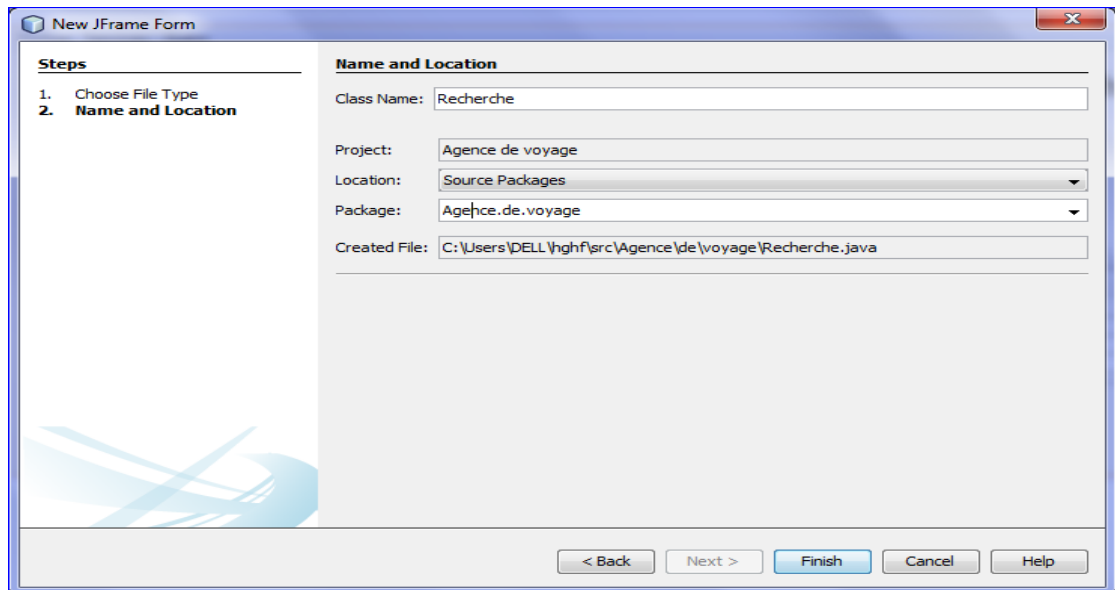 New JFrame Form
Steps
1. Choose File Type
2. Name and Location
Name and Location
Class Name: Recherche
Project: Agence de voyage
Location: Source Packages
Package: Agence.de.voyage
Created File: C:\Users\DELL\hghf\src\Agence\de\voyage\Recherche.java
< Back Next > Finish Cancel Help